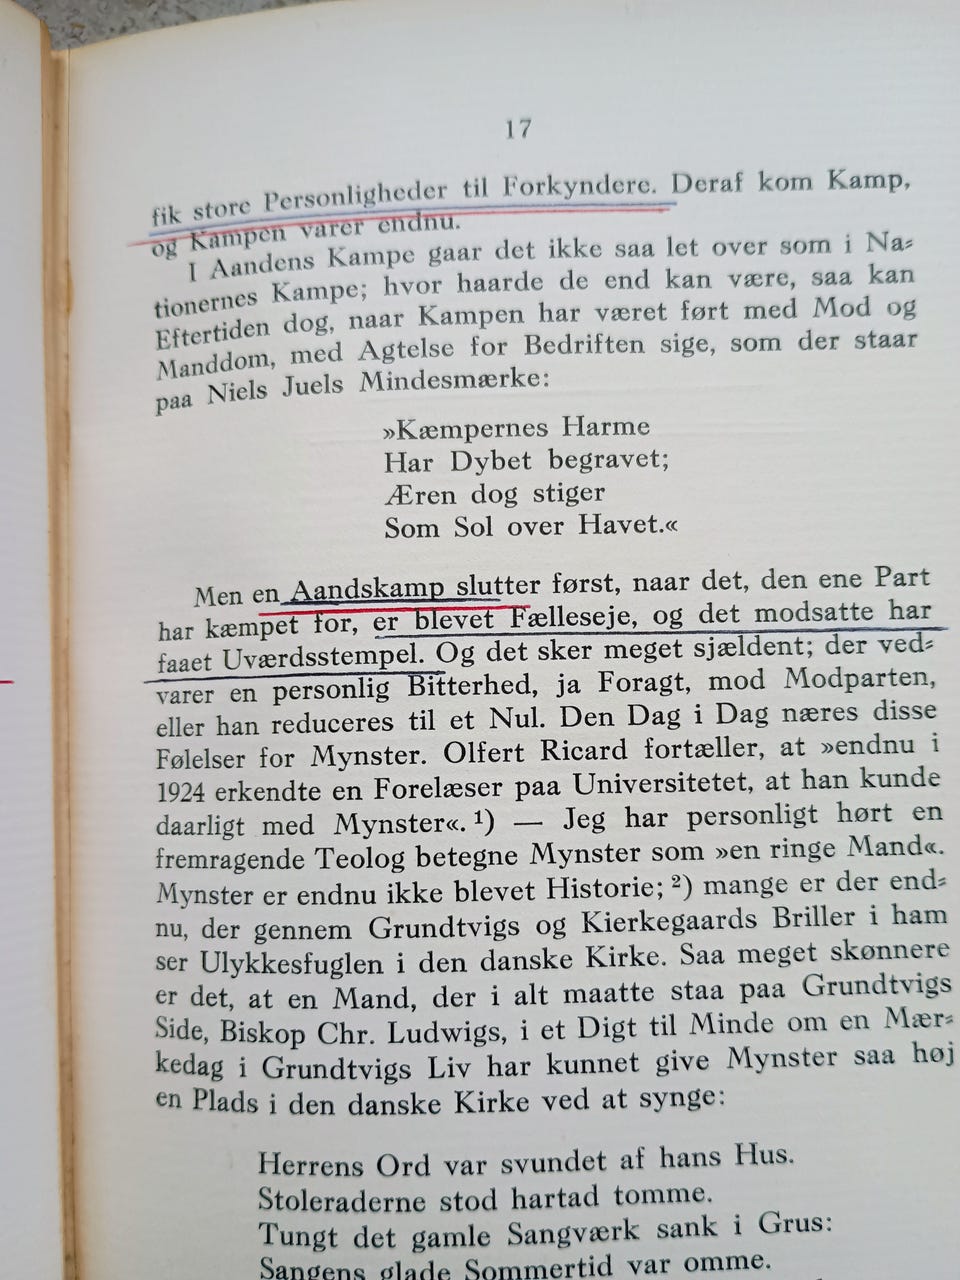 17
fik store Personligheder til Forkyndere. Deraf kom Kamp,
og Kampen varer endnu.
I Aandens Kampe gaar det ikke saa let over som i Na-
tionernes Kampe; hvor haarde de end kan være, saa kan
Eftertiden dog, naar Kampen har været ført med Mod og
Manddom, med Agtelse for Bedriften sige, som der staar
paa Niels Juels Mindesmærke:
»Kæmpernes Harme
Har Dybet begravet;
Æren dog stiger
Som Sol over Havet.«
Men en Aandskamp slutter først, naar det, den ene Part
har kæmpet for, er blevet Fælleseje, og det modsatte har
faaet Uværdsstempel. Og det sker meget sjældent; der ved-
varer en personlig Bitterhed, ja Foragt, mod Modparten,
eller han reduceres til et Nul. Den Dag i Dag næres disse
Følelser for Mynster. Olfert Ricard fortæller, at »endnu i
1924 erkendte en Forelæser paa Universitetet, at han kunde
daarligt med Mynster«. ¹) — Jeg har personligt hørt en
fremragende Teolog betegne Mynster som »en ringe Mand«.
Mynster er endnu ikke blevet Historie; ²) mange er der end-
nu, der gennem Grundtvigs og Kierkegaards Briller i ham
ser Ulykkesfuglen i den danske Kirke. Saa meget skønnere
er det, at en Mand, der i alt maatte staa paa Grundtvigs
Side, Biskop Chr. Ludwigs, i et Digt til Minde om en Mær-
kedag i Grundtvigs Liv har kunnet give Mynster saa høj
en Plads i den danske Kirke ved at synge:
Herrens Ord var svundet af hans Hus.
Stoleraderne stod hartad tomme.
Tungt det gamle Sangværk sank i Grus:
Sangens glade Sommertid var omme.